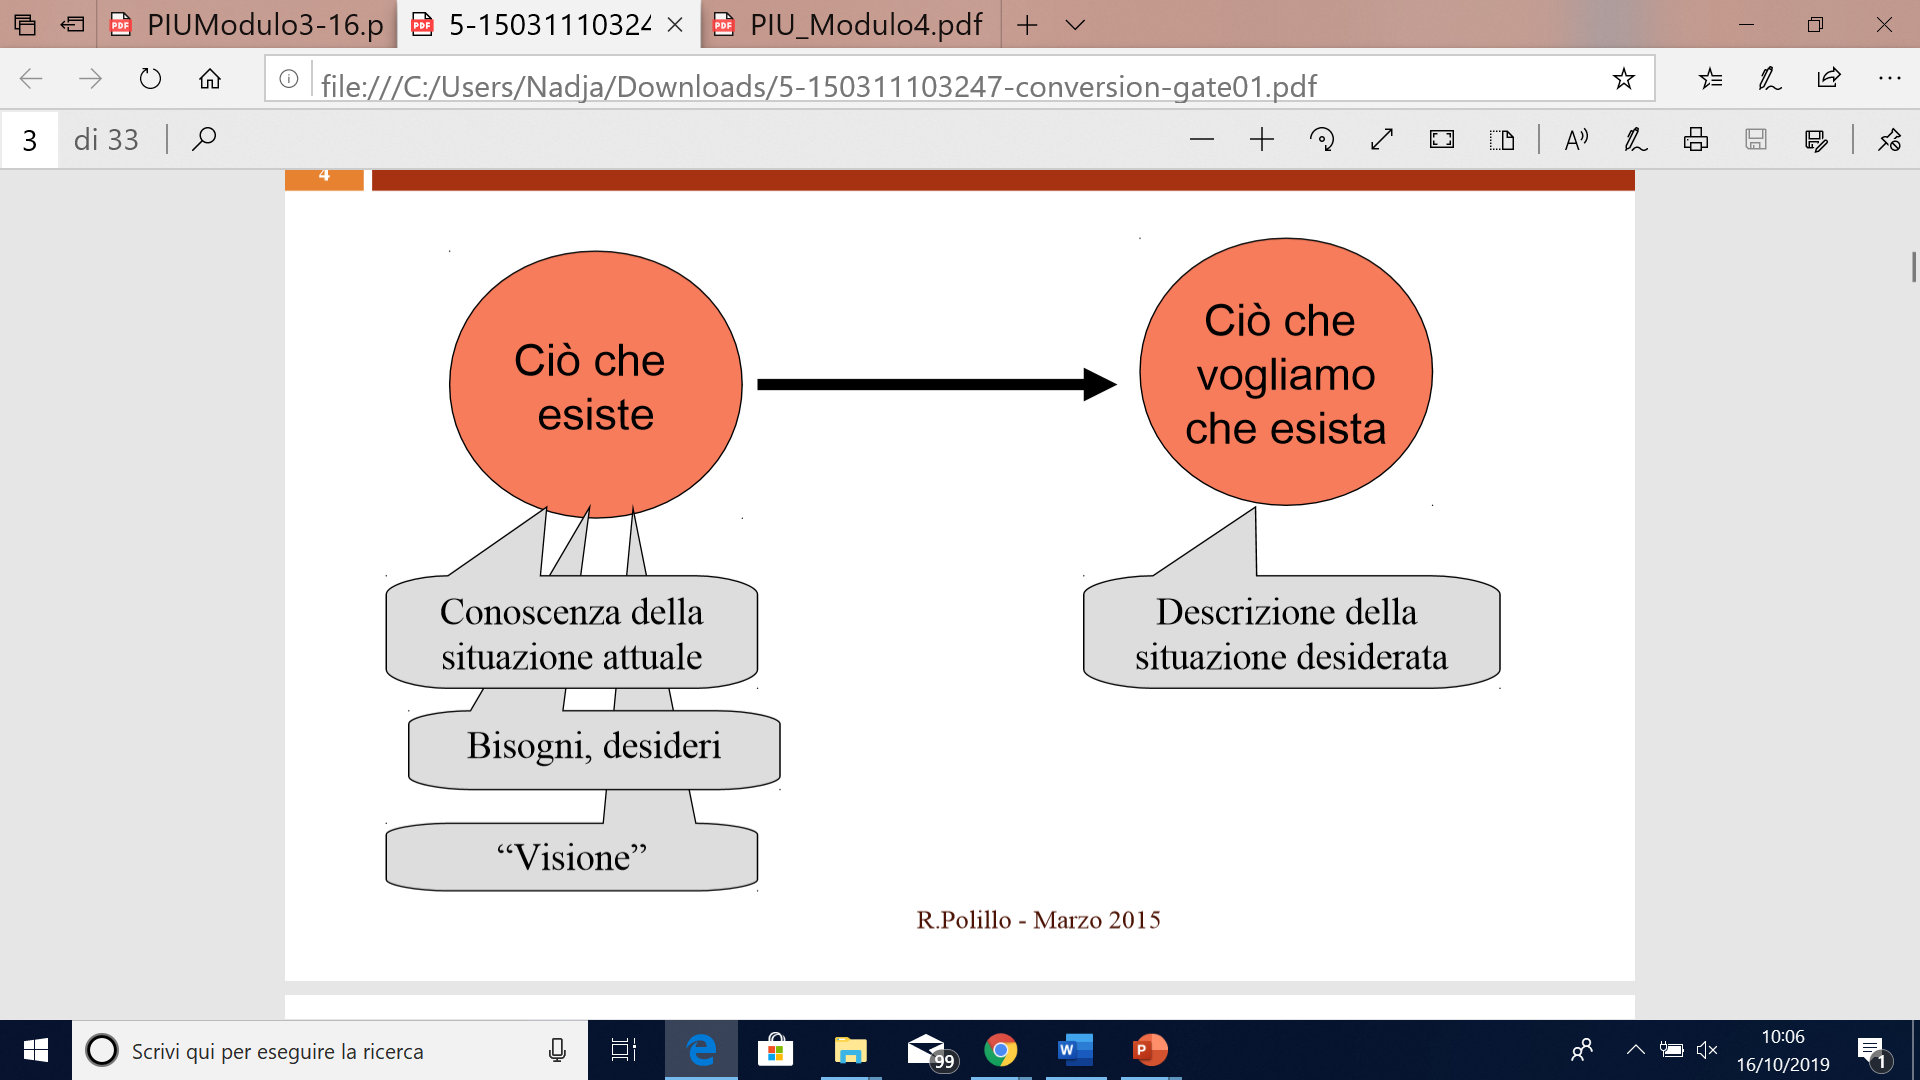 PIUModulo3-16.p
5-15031110324
PIU_Modulo4.pdf
file:///C:/Users/Nadja/Downloads/5-150311103247-conversion-gate01.pdf
3 di 33
4
Ciò che
esiste
Ciò che
vogliamo
che esista
Conoscenza della
situazione attuale
Bisogni, desideri
“Visione”
Descrizione della
situazione desiderata
R.Polillo - Marzo 2015
Scrivi qui per eseguire la ricerca
99
10:06
16/10/2019
1